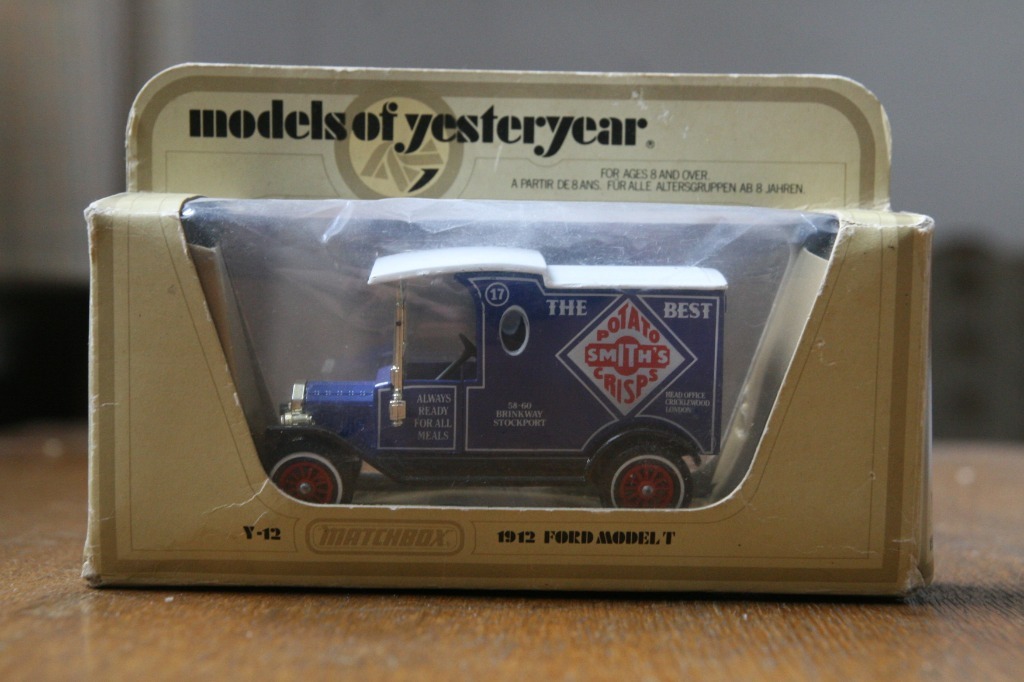 models of yesteryear®
FOR AGES 8 AND OVER.
A PARTIR DE 8 ANS. FÜR ALLE ALTERSGRUPPEN AB 8 JAHREN.
17
THE BEST
POTATO
SMITH'S
CRISPS
HEAD OFFICE
CRICKLEWOOD
LONDON
ALWAYS
READY
FOR ALL
MEALS
58-60
BRINKWAY
STOCKPORT
Y-12
MATCHBOX
1912 FORD MODEL T